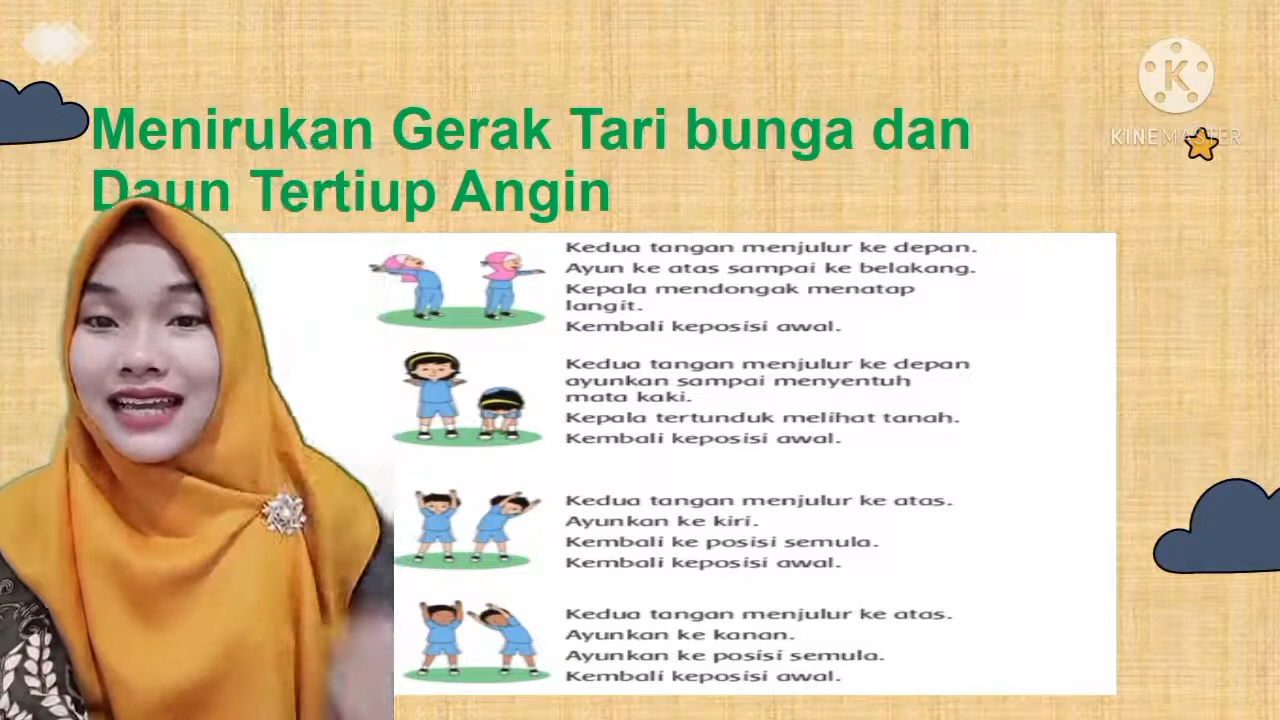 Menirukan Gerak Tari bunga dan
Daun Tertiup Angin
K
KINEMASTER
Kedua tangan menjulur ke depan.
Ayun ke atas sampai ke belakang.
Kepala mendongak menatap
langit.
Kembali keposisi awal.
Kedua tangan menjulur ke depan
ayunkan sampai menyentuh
mata kaki.
Kepala tertunduk melihat tanah.
Kembali keposisi awal.
Kedua tangan menjulur ke atas.
Ayunkan ke kiri.
Kembali ke posisi semula.
Kembali keposisi awal.
Kedua tangan menjulur ke atas.
Ayunkan ke kanan.
Ayunkan ke posisi semula.
Kembali keposisi awal.